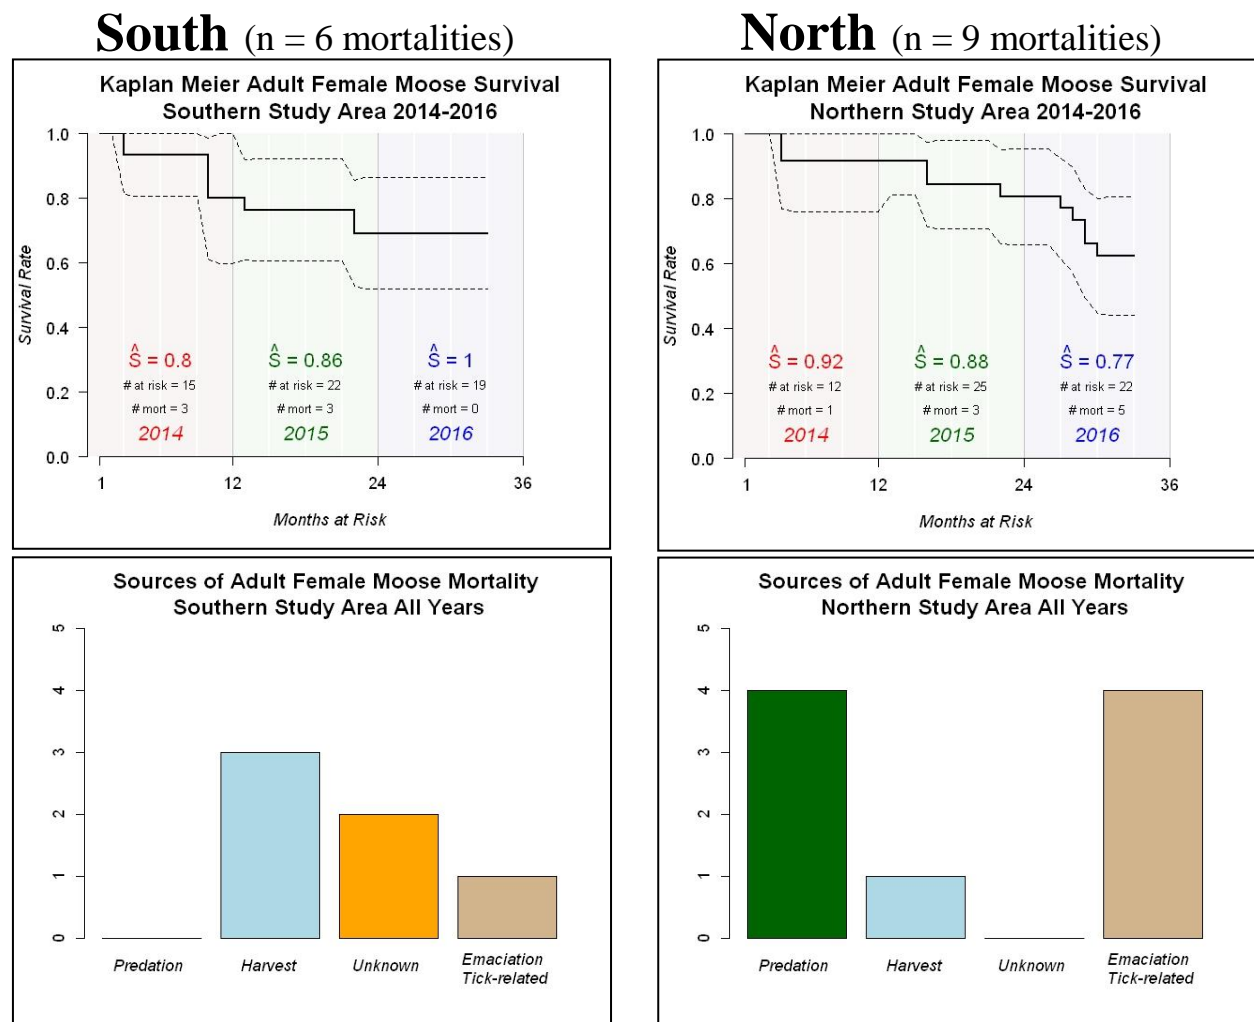 South (n = 6 mortalities)
Kaplan Meier Adult Female Moose Survival
Southern Study Area 2014-2016
1.0
0.8
0.6
0.4
0.2
0.0
Survival Rate
^
S = 0.8
# at risk = 15
# mort = 3
2014
^
S = 0.86
# at risk = 22
# mort = 3
2015
^
S = 1
# at risk = 19
# mort = 0
2016
1 12 24 36
Months at Risk
North (n = 9 mortalities)
Kaplan Meier Adult Female Moose Survival
Northern Study Area 2014-2016
1.0
0.8
0.6
0.4
0.2
0.0
Survival Rate
^
S = 0.92
# at risk = 12
# mort = 1
2014
^
S = 0.88
# at risk = 25
# mort = 3
2015
^
S = 0.77
# at risk = 22
# mort = 5
2016
1 12 24 36
Months at Risk
Sources of Adult Female Moose Mortality
Southern Study Area All Years
5
4
3
2
1
0
Predation
Harvest
Unknown
Emaciation
Tick-related
Sources of Adult Female Moose Mortality
Northern Study Area All Years
5
4
3
2
1
0
Predation
Harvest
Unknown
Emaciation
Tick-related